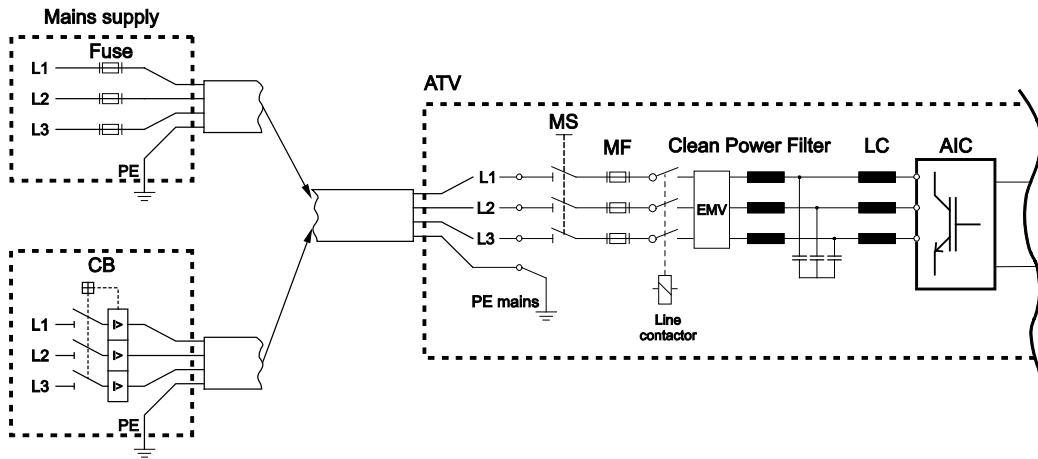 Mains supply
Fuse
L1
L2
L3
PE
CB
L1
L2
L3
PE
ATV
MS
MF
Clean Power Filter
LC
AIC
L1
L2
L3
EMV
PE mains
Line
contactor
I>
I>
I>